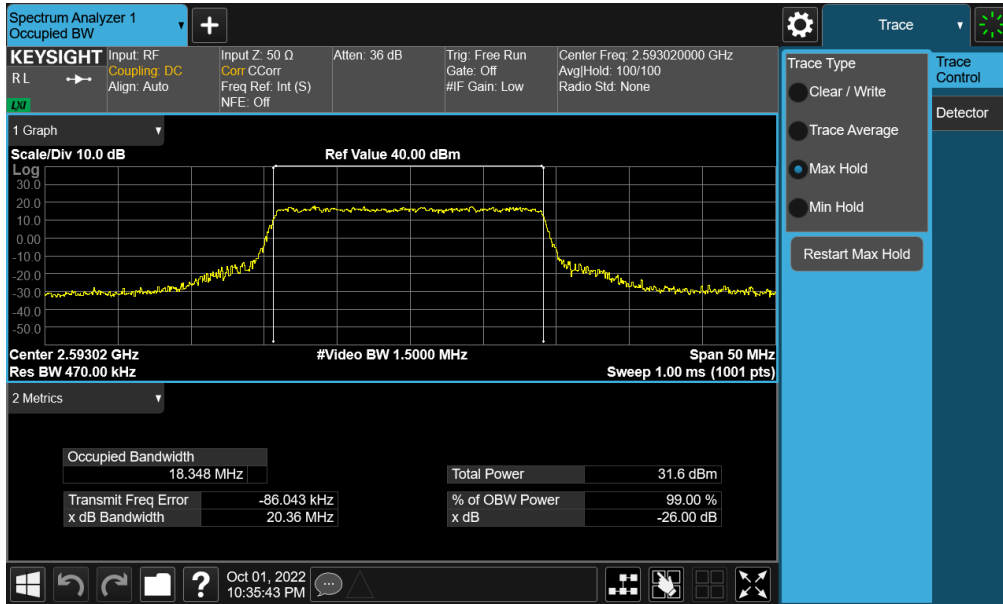 Spectrum Analyzer 1
Occupied BW
Trace
KEYSIGHT
R L
LXI
Input: RF
Coupling: DC
Align: Auto
Input Z: 50 Ω
Corr CCorr
Freq Ref: Int (S)
NFE: Off
Atten: 36 dB
Trig: Free Run
Gate: Off
#IF Gain: Low
Center Freq: 2.593020000 GHz
Avg|Hold: 100/100
Radio Std: None
Trace Type
Clear / Write
Trace Average
Max Hold
Min Hold
Restart Max Hold
Trace
Control
Detector
1 Graph
Scale/Div 10.0 dB
Ref Value 40.00 dBm
Log
30.0
20.0
10.0
0.00
-10.0
-20.0
-30.0
-40.0
-50.0
Center 2.59302 GHz
#Video BW 1.5000 MHz
Span 50 MHz
Res BW 470.00 kHz
Sweep 1.00 ms (1001 pts)
2 Metrics
Occupied Bandwidth
18.348 MHz
Total Power 31.6 dBm
Transmit Freq Error -86.043 kHz
% of OBW Power 99.00 %
x dB Bandwidth 20.36 MHz
x dB -26.00 dB
?
Oct 01, 2022
10:35:43 PM